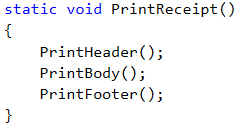 static void PrintReceipt()
{
    PrintHeader();
    PrintBody();
    PrintFooter();
}